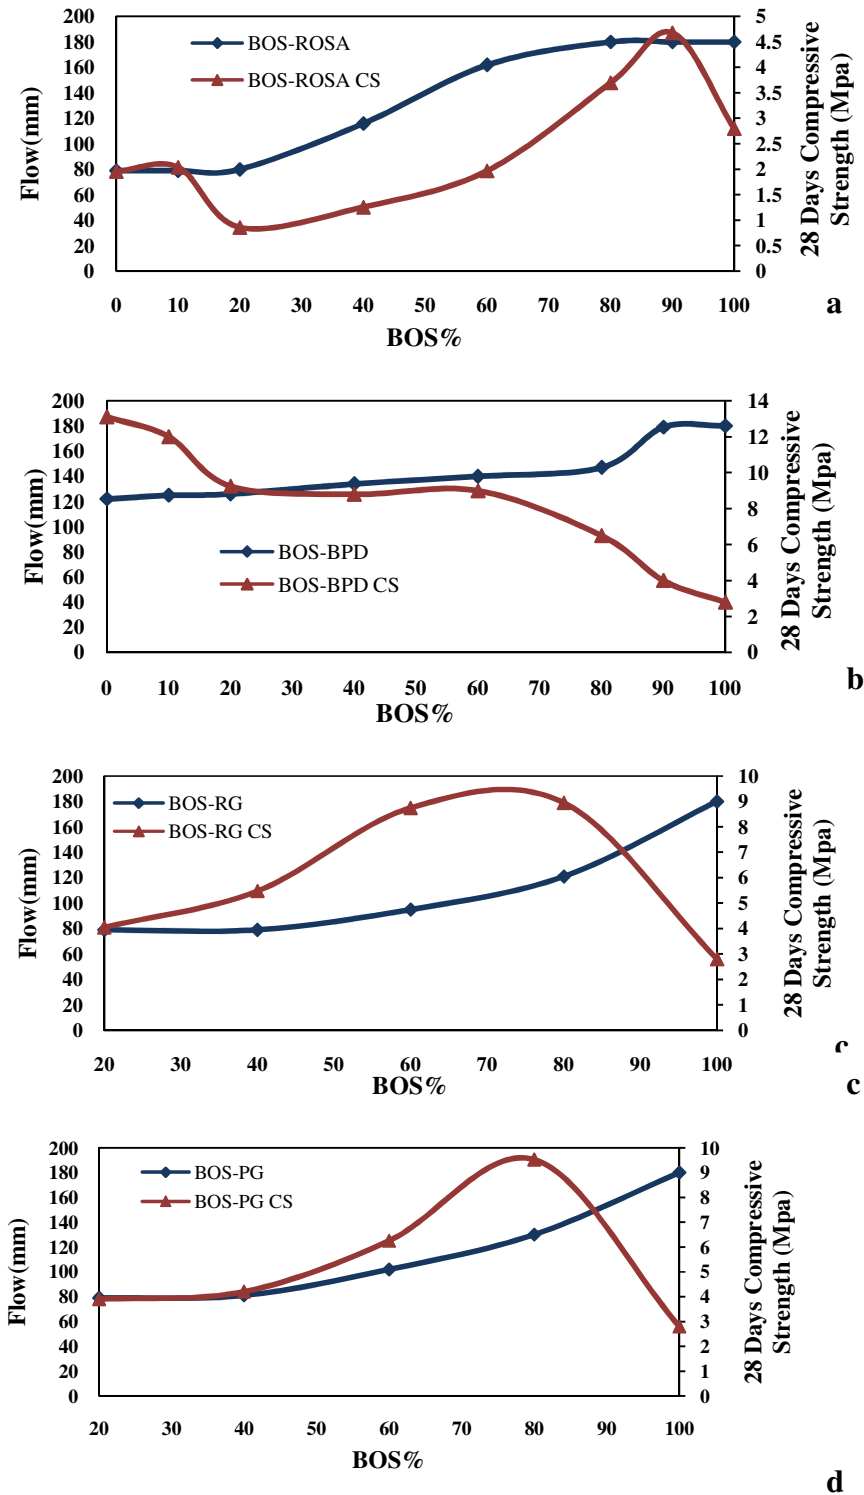 200
180
160
140
120
100
80
60
40
20
0
Flow(mm)
BOS-ROSA
BOS-ROSA CS
5
4.5
4
3.5
3
2.5
2
1.5
1
0.5
0
28 Days Compressive
Strength (Mpa)
0 10 20 30 40 50 60 70 80 90 100
BOS%
a
200
180
160
140
120
100
80
60
40
20
0
Flow(mm)
BOS-BPD
BOS-BPD CS
14
12
10
8
6
4
2
0
28 Days Compressive
Strength (Mpa)
0 10 20 30 40 50 60 70 80 90 100
BOS%
b
200
180
160
140
120
100
80
60
40
20
0
Flow(mm)
BOS-RG
BOS-RG CS
10
9
8
7
6
5
4
3
2
1
0
28 Days Compressive
Strength (Mpa)
20 30 40 50 60 70 80 90 100
BOS%
c
c
200
180
160
140
120
100
80
60
40
20
0
Flow(mm)
BOS-PG
BOS-PG CS
10
9
8
7
6
5
4
3
2
1
0
28 Days Compressive
Strength (Mpa)
20 30 40 50 60 70 80 90 100
BOS%
d